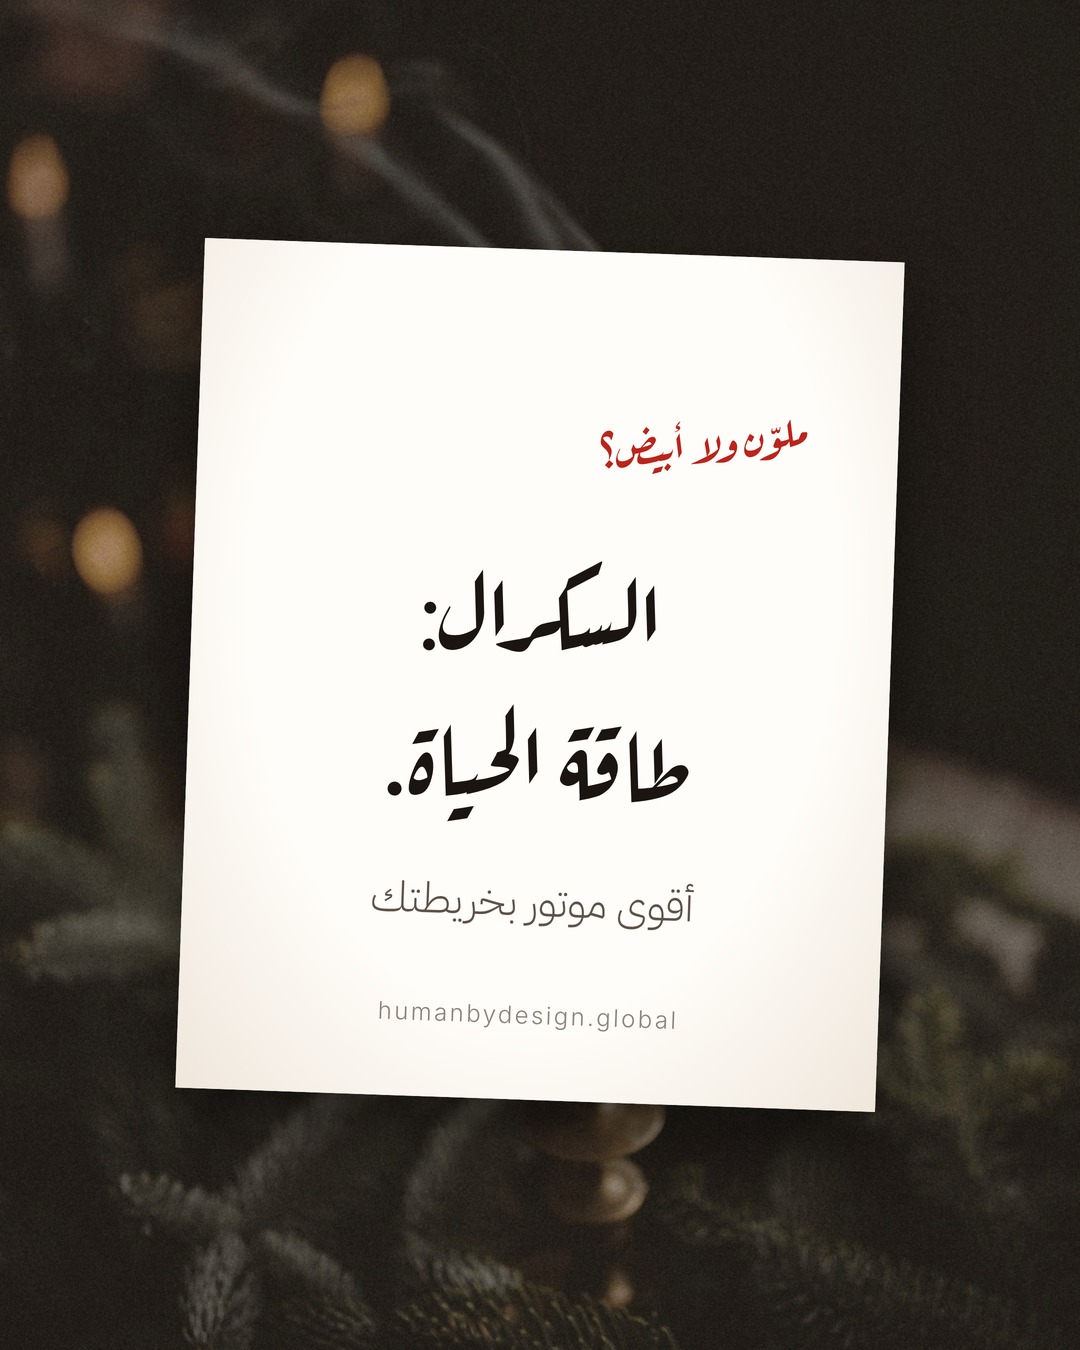 ملوّن ولا أبيض؟
السكرال:
طاقة الحياة.
أقوى موتور بخريطتك
humanbydesign.global